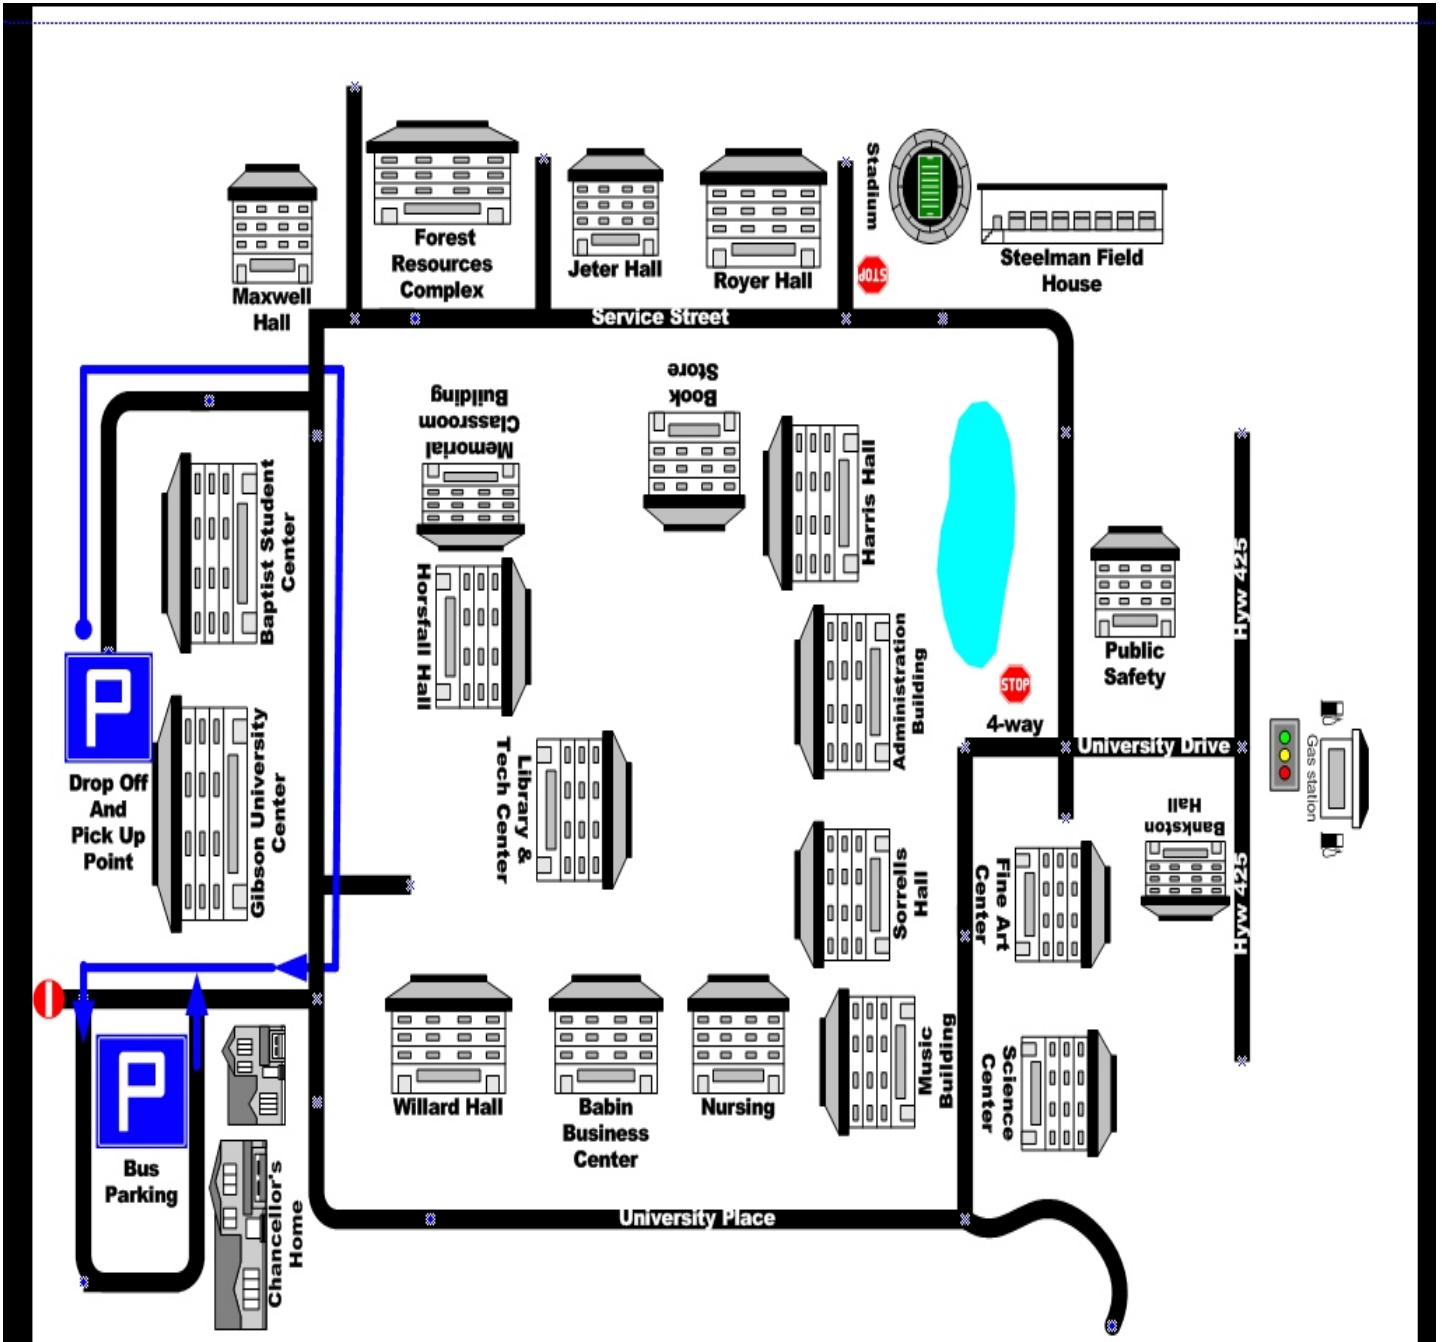 Stadium
Forest
Resources
Complex
Jeter Hall
Royer Hall
STOP
Steelman Field
House
Maxwell
Hall
Service Street
Book
Store
Memorial
Classroom
Building
Harris Hall
Baptist Student
Center
Horsfall Hall
Hyw 425
Administration
Building
Public
Safety
STOP
4-way
University Drive
P
Drop Off
And
Pick Up
Point
Gibson University
Center
Library &
Tech Center
Gas station
Bankston
Hall
Sorrells
Hall
Fine Art
Center
Hyw 425
P
Bus
Parking
Willard Hall
Babin
Business
Center
Nursing
Music
Building
Science
Center
Chancellor's
Home
University Place